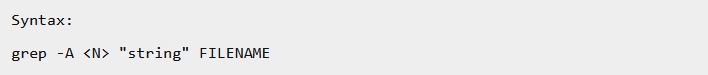 Syntax:
grep -A <N> "string" FILENAME